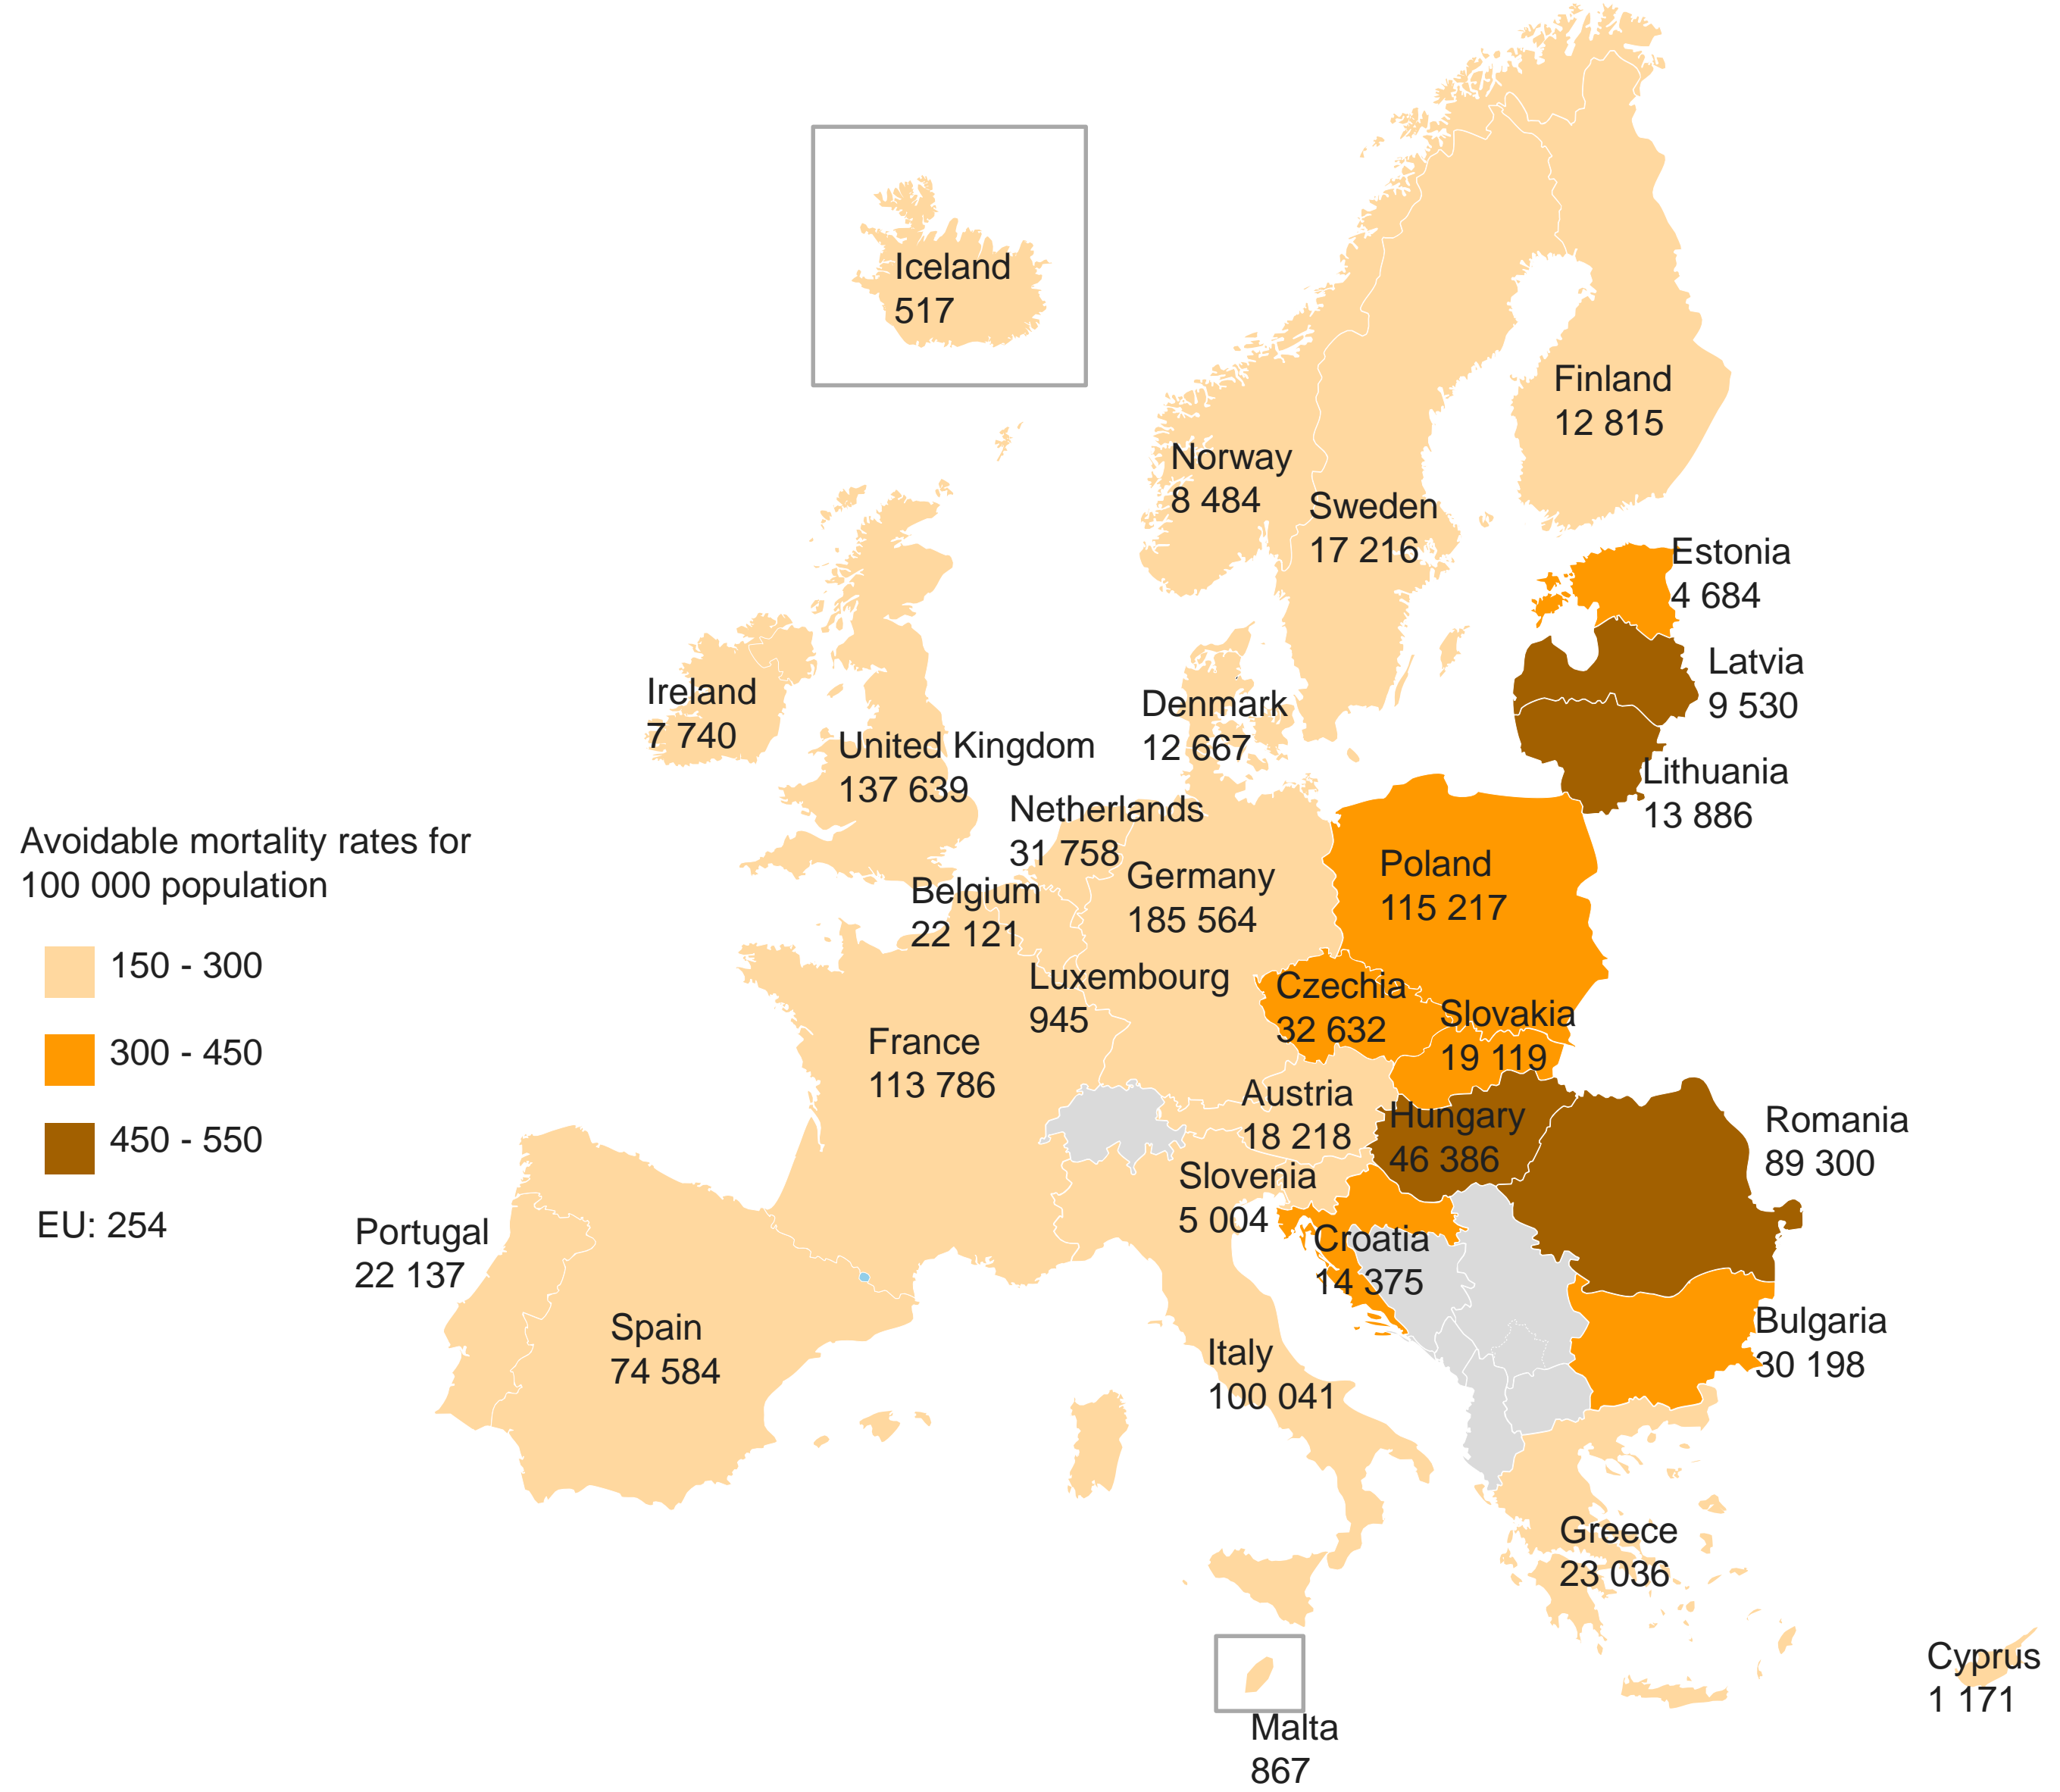 Iceland
517
Finland
12 815
Norway
8 484
Sweden
17 216
Estonia
4 684
Latvia
9 530
Ireland
7 740
Denmark
12 667
United Kingdom
137 639
Lithuania
13 886
Netherlands
31 758
Avoidable mortality rates for
100 000 population
150 - 300
300 - 450
450 - 550
EU: 254
Poland
115 217
Germany
185 564
Belgium
22 121
Luxembourg
945
Czechia
32 632
Slovakia
19 119
France
113 786
Austria
18 218
Hungary
46 386
Romania
89 300
Slovenia
5 004
Portugal
22 137
Croatia
14 375
Spain
74 584
Italy
100 041
Bulgaria
30 198
Greece
23 036
Cyprus
1 171
Malta
867